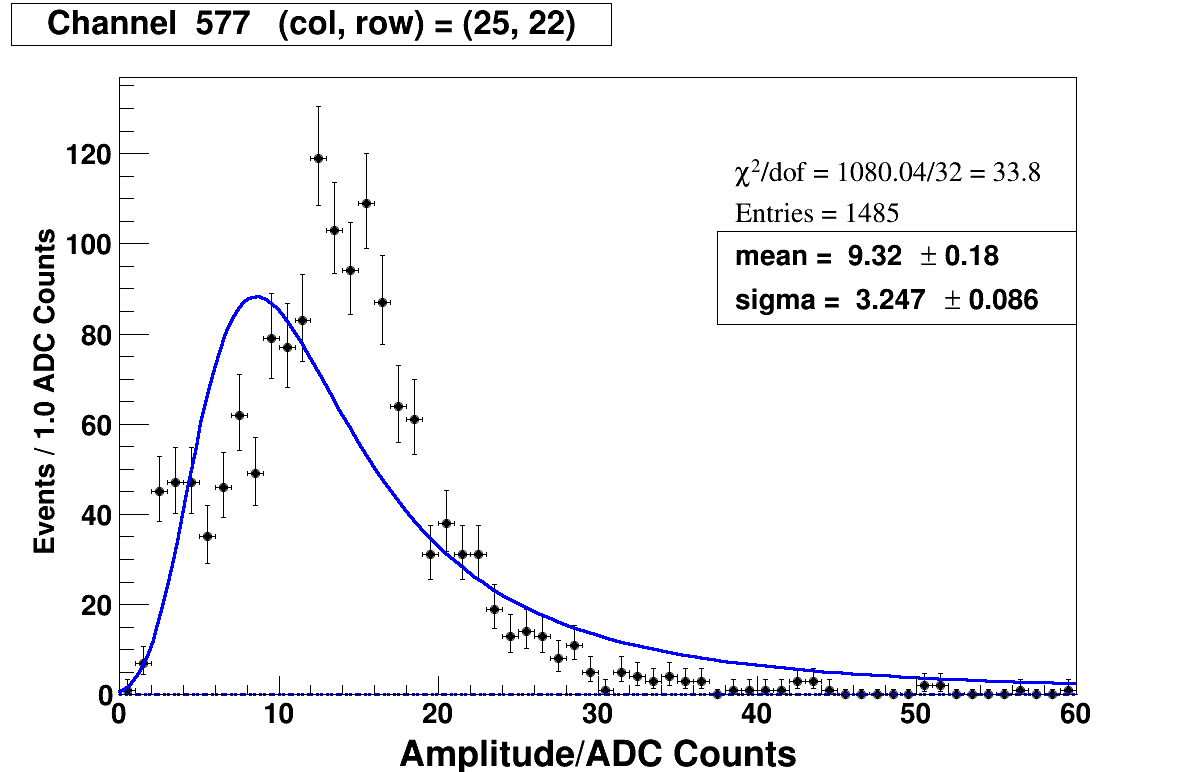 Channel 577 (col, row) = (25, 22)
120
100
80
60
40
20
0
Events / 1.0 ADC Counts
χ²/dof = 1080.04/32 = 33.8
Entries = 1485
mean = 9.32 ± 0.18
sigma = 3.247 ± 0.086
0 10 20 30 40 50 60
Amplitude/ADC Counts